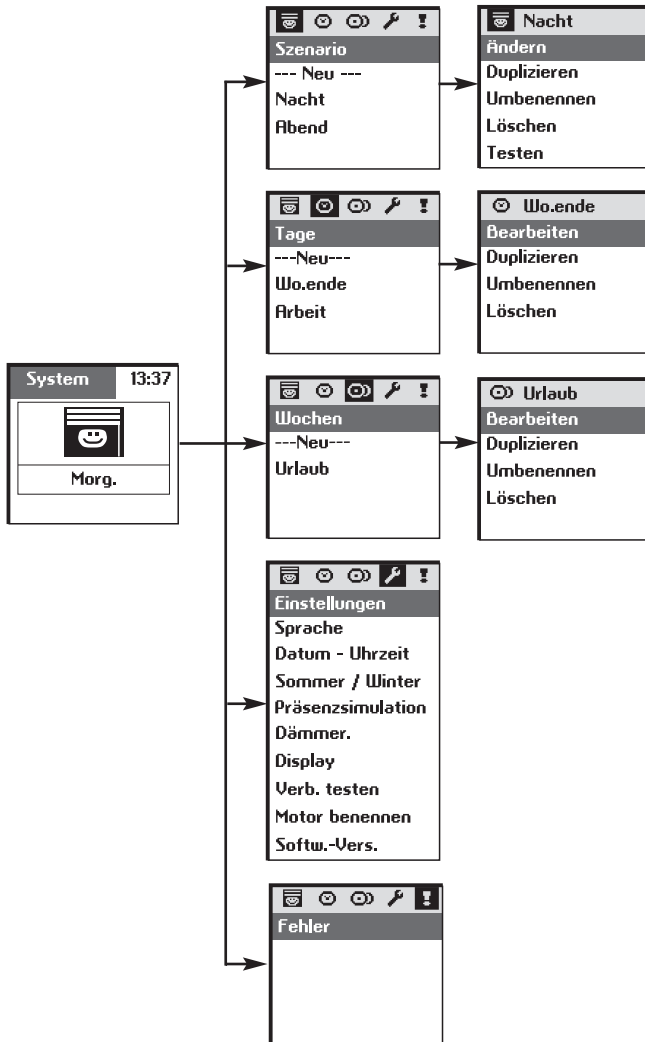 System 13:37
Morg.
Szenario
--- Neu ---
Nacht
Abend
Nacht
Ändern
Duplizieren
Umbenennen
Löschen
Testen
Tage
---Neu---
Wo.ende
Arbeit
Wo.ende
Bearbeiten
Duplizieren
Umbenennen
Löschen
Wochen
---Neu---
Urlaub
Urlaub
Bearbeiten
Duplizieren
Umbenennen
Löschen
Einstellungen
Sprache
Datum - Uhrzeit
Sommer / Winter
Präsenzsimulation
Dämmer.
Display
Verb. testen
Motor benennen
Softw.-Vers.
Fehler